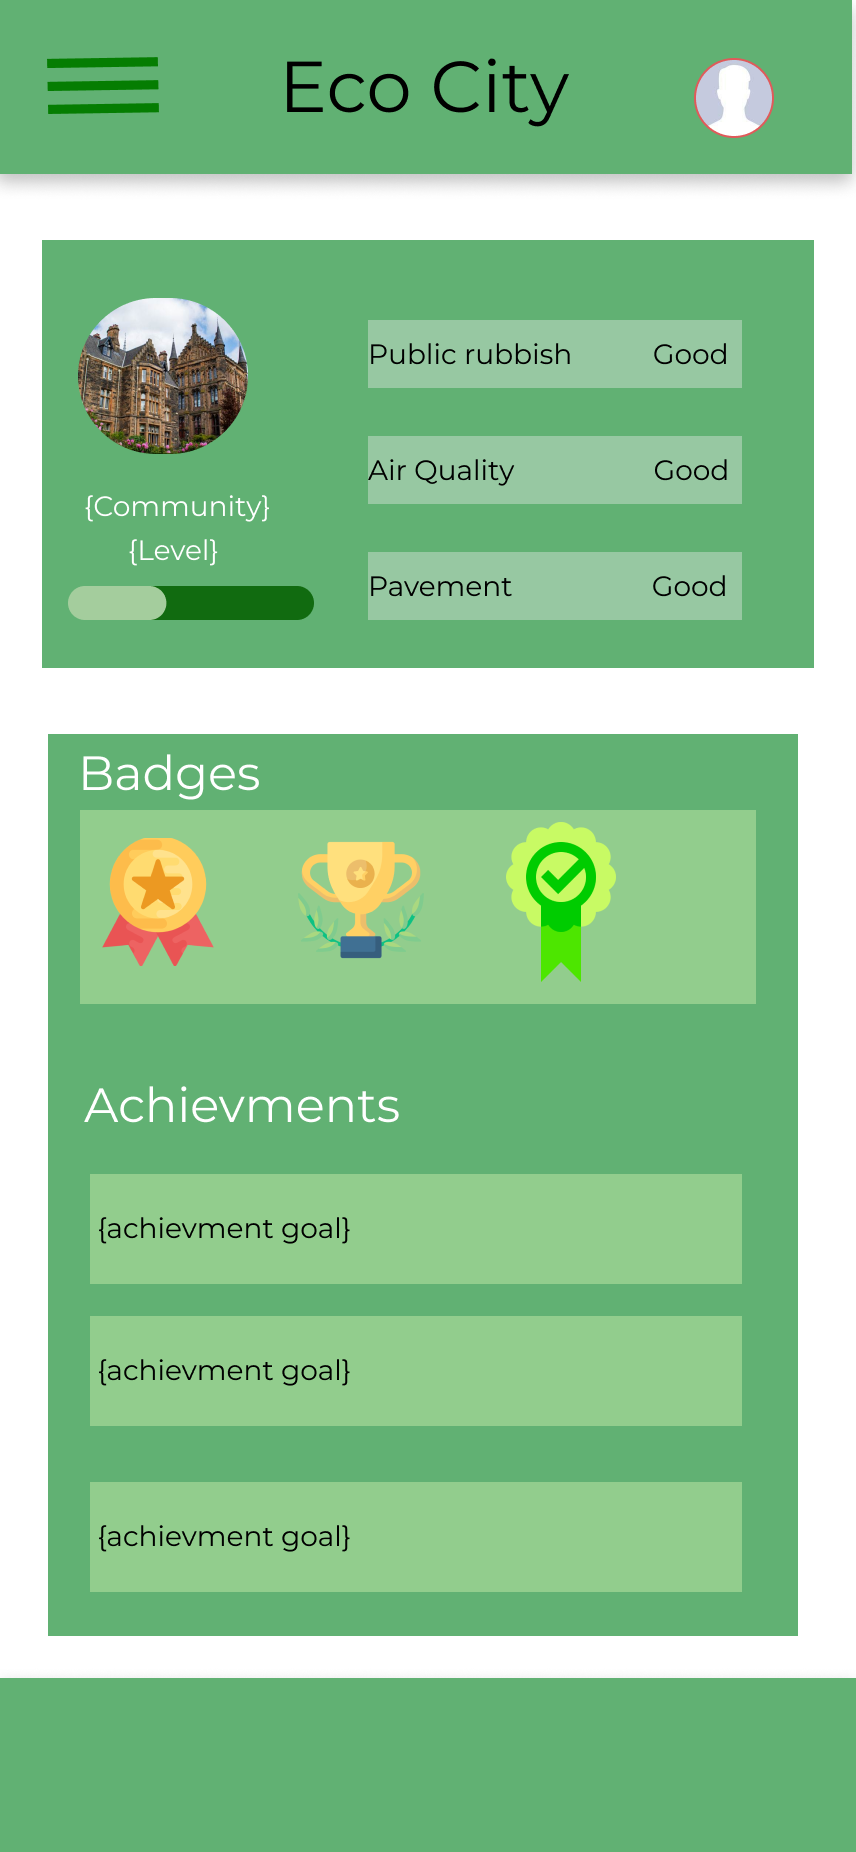 Eco City
Public rubbish Good
Air Quality Good
{Community}
{Level}
Pavement Good
Badges
Achievments
{achievment goal}
{achievment goal}
{achievment goal}